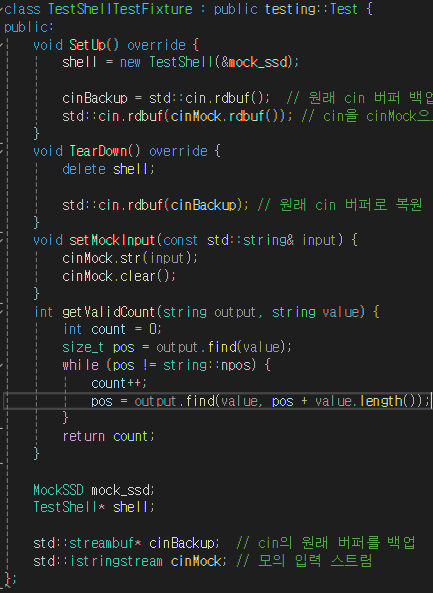 class TestShellTestFixture : public testing::Test {
public:
    void SetUp() override {
        shell = new TestShell(&mock_ssd);

        cinBackup = std::cin.rdbuf();  // 원래 cin 버퍼 백업
        std::cin.rdbuf(cinMock.rdbuf()); // cin을 cinMock으
    }
    void TearDown() override {
        delete shell;

        std::cin.rdbuf(cinBackup); // 원래 cin 버퍼로 복원
    }
    void setMockInput(const std::string& input) {
        cinMock.str(input);
        cinMock.clear();
    }
    int getValidCount(string output, string value) {
        int count = 0;
        size_t pos = output.find(value);
        while (pos != string::npos) {
            count++;
            pos = output.find(value, pos + value.length());
        }
        return count;
    }

    MockSSD mock_ssd;
    TestShell* shell;

    std::streambuf* cinBackup;  // cin의 원래 버퍼를 백업
    std::istringstream cinMock; // 모의 입력 스트림
};